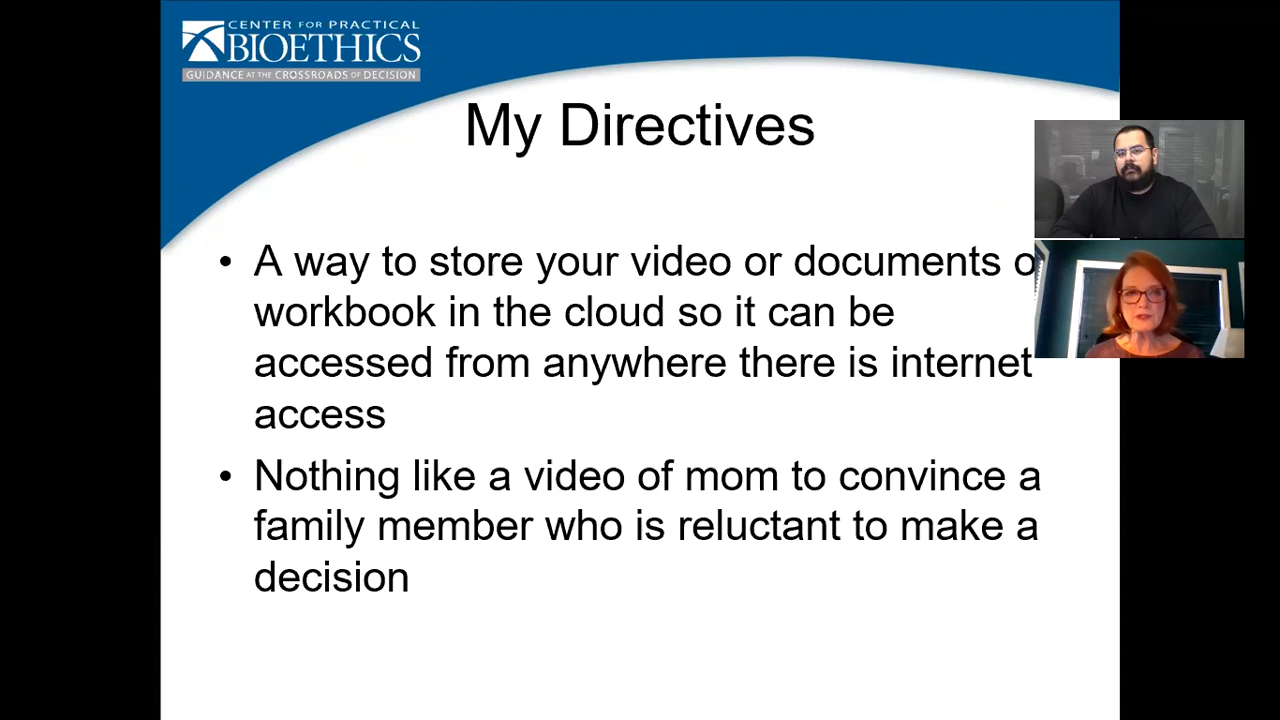 CENTER FOR PRACTICAL
BIOETHICS
GUIDANCE AT THE CROSSROADS OF DECISION
My Directives
• A way to store your video or documents
workbook in the cloud so it can be
accessed from anywhere there is internet
access
• Nothing like a video of mom to convince a
family member who is reluctant to make a
decision